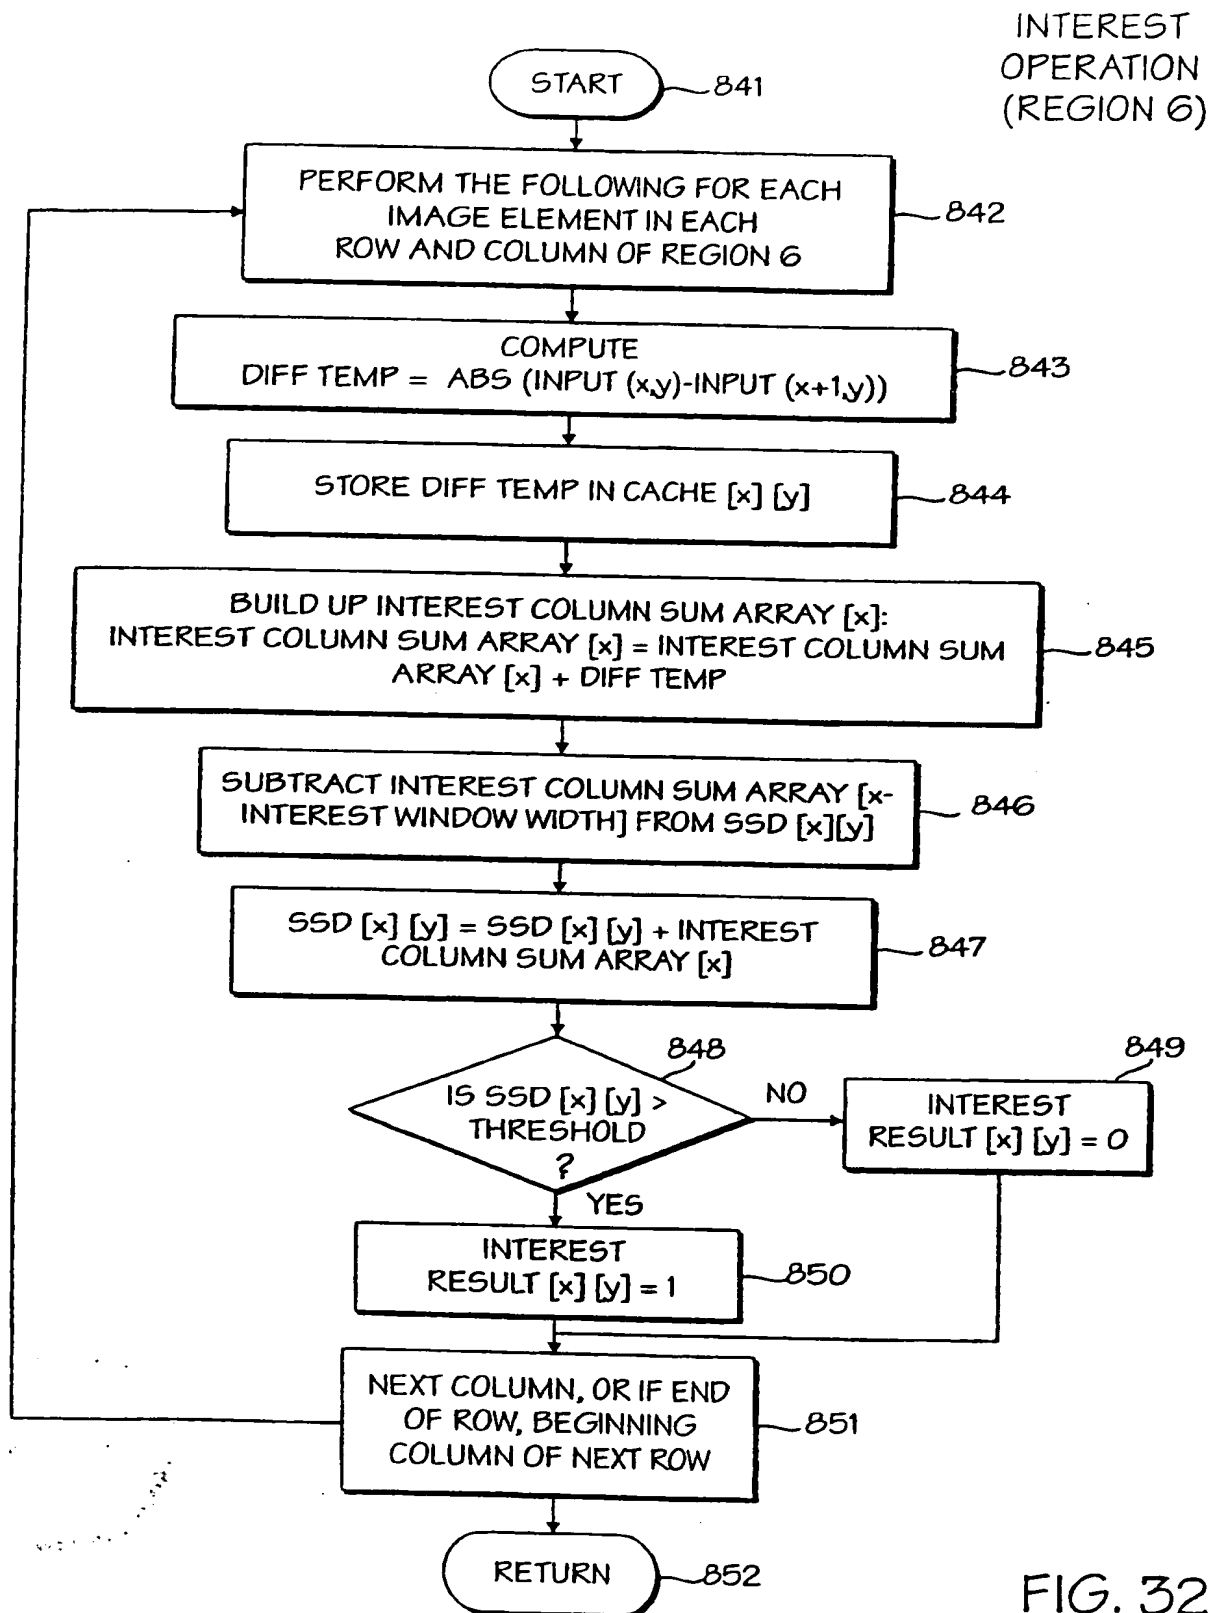 INTEREST
OPERATION
(REGION 6)
START
841
PERFORM THE FOLLOWING FOR EACH
IMAGE ELEMENT IN EACH
ROW AND COLUMN OF REGION 6
842
COMPUTE
DIFF TEMP = ABS (INPUT (x,y)-INPUT (x+1,y))
843
STORE DIFF TEMP IN CACHE [x] [y]
844
BUILD UP INTEREST COLUMN SUM ARRAY [x]:
INTEREST COLUMN SUM ARRAY [x] = INTEREST COLUMN SUM
ARRAY [x] + DIFF TEMP
845
SUBTRACT INTEREST COLUMN SUM ARRAY [x-
INTEREST WINDOW WIDTH] FROM SSD [x][y]
846
SSD [x] [y] = SSD [x] [y] + INTEREST
COLUMN SUM ARRAY [x]
847
848
IS SSD [x] [y] >
THRESHOLD
?
NO
849
INTEREST
RESULT [x] [y] = 0
YES
INTEREST
RESULT [x] [y] = 1
850
NEXT COLUMN, OR IF END
OF ROW, BEGINNING
COLUMN OF NEXT ROW
851
RETURN
852
FIG. 32